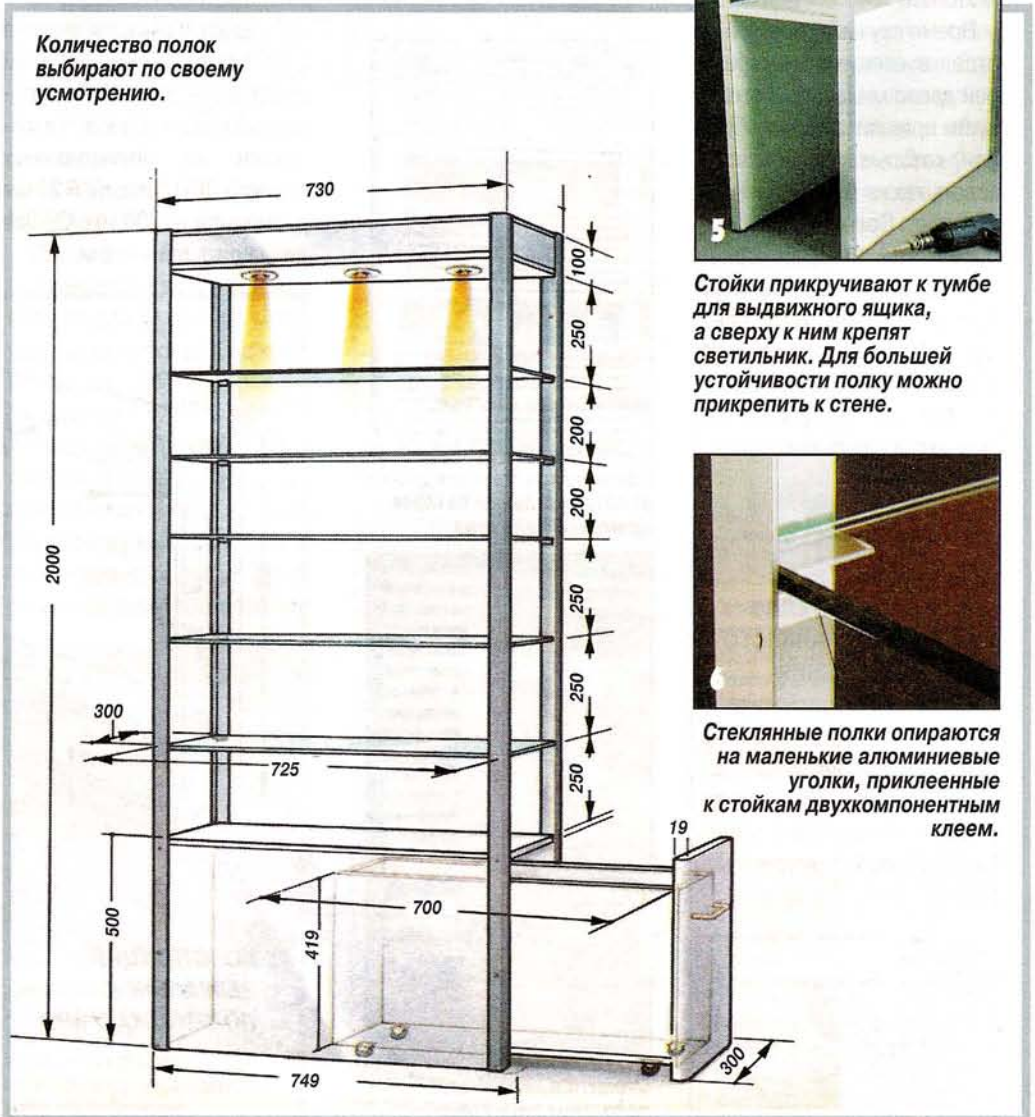 Количество полок
выбирают по своему
усмотрению.
730
100
250
200
200
2000
250
250
300
725
250
19
500
419
700
749
300
5
Стойки прикручивают к тумбе
для выдвижного ящика,
а сверху к ним крепят
светильник. Для большей
устойчивости полку можно
прикрепить к стене.
6
Стеклянные полки опираются
на маленькие алюминиевые
уголки, приклеенные
к стойкам двухкомпонентным
клеем.